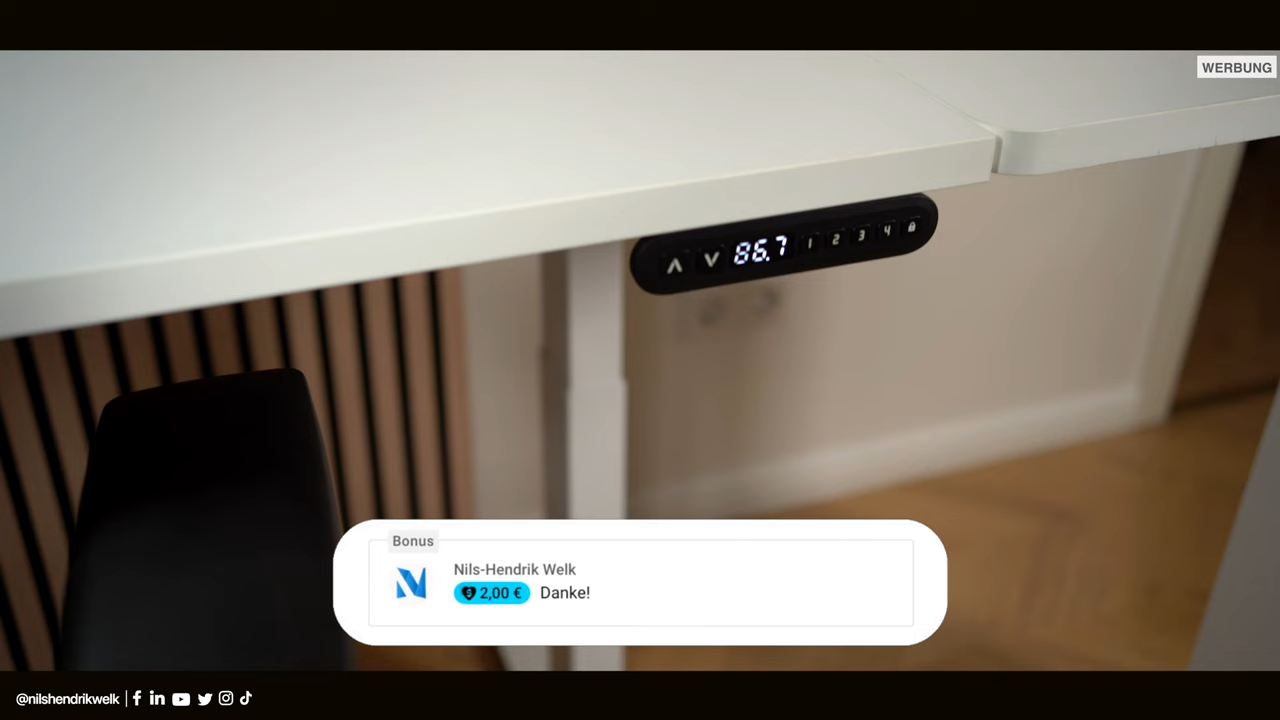 WERBUNG
86.7 1 2 3 4
Bonus
Nils-Hendrik Welk
2,00 € Danke!
@nilshendrikwelk